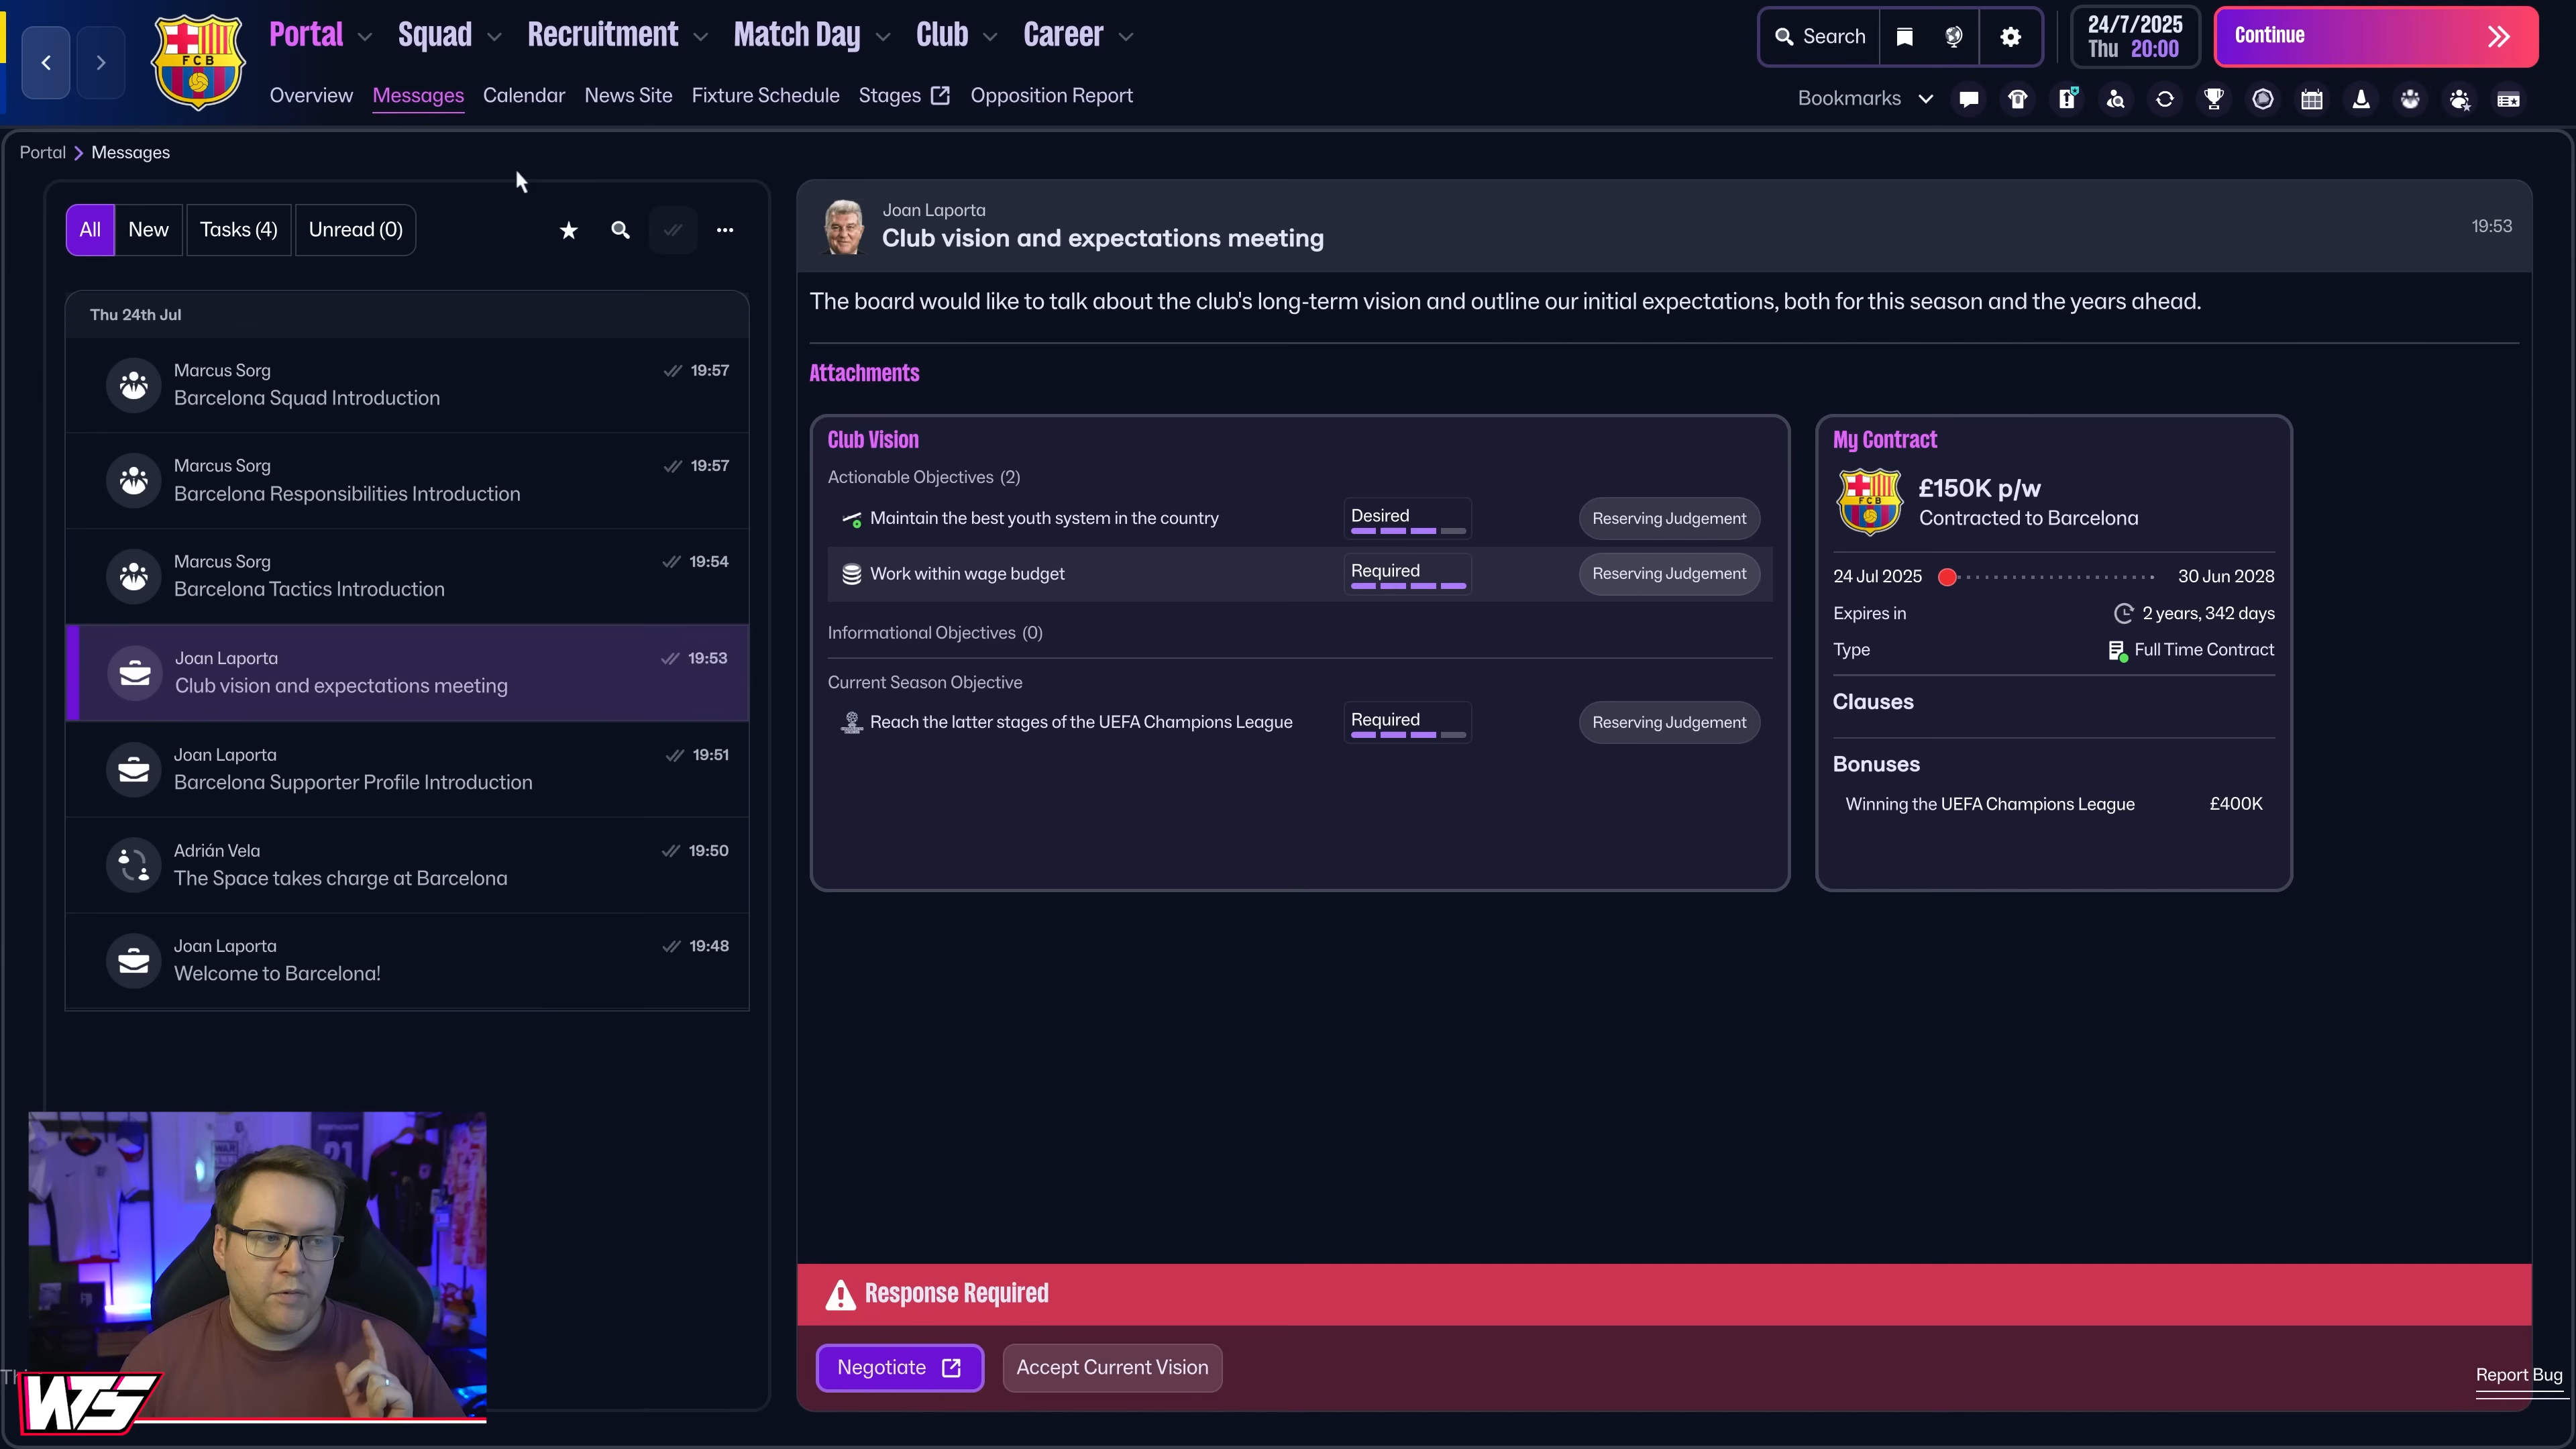 Portal
Squad
Recruitment
Match Day
Club
Career
Search
24/7/2025
Thu 20:00
Continue
Overview
Messages
Calendar
News Site
Fixture Schedule
Stages
Opposition Report
Bookmarks
FCB
Portal
Messages
All
New
Tasks (4)
Unread (0)
Thu 24th Jul
Marcus Sorg
19:57
Barcelona Squad Introduction
Marcus Sorg
19:57
Barcelona Responsibilities Introduction
Marcus Sorg
19:54
Barcelona Tactics Introduction
Joan Laporta
19:53
Club vision and expectations meeting
Joan Laporta
19:51
Barcelona Supporter Profile Introduction
Adrián Vela
19:50
The Space takes charge at Barcelona
Joan Laporta
19:48
Welcome to Barcelona!
Joan Laporta
Club vision and expectations meeting
19:53
The board would like to talk about the club's long-term vision and outline our initial expectations, both for this season and the years ahead.
Attachments
Club Vision
Actionable Objectives (2)
Maintain the best youth system in the country
Desired
Reserving Judgement
Work within wage budget
Required
Reserving Judgement
Informational Objectives (0)
Current Season Objective
Reach the latter stages of the UEFA Champions League
Required
Reserving Judgement
My Contract
FCB
£150K p/w
Contracted to Barcelona
24 Jul 2025
30 Jun 2028
Expires in
2 years, 342 days
Type
Full Time Contract
Clauses
Bonuses
Winning the UEFA Champions League
£400K
Response Required
Negotiate
Accept Current Vision
Report Bug
21
WTS